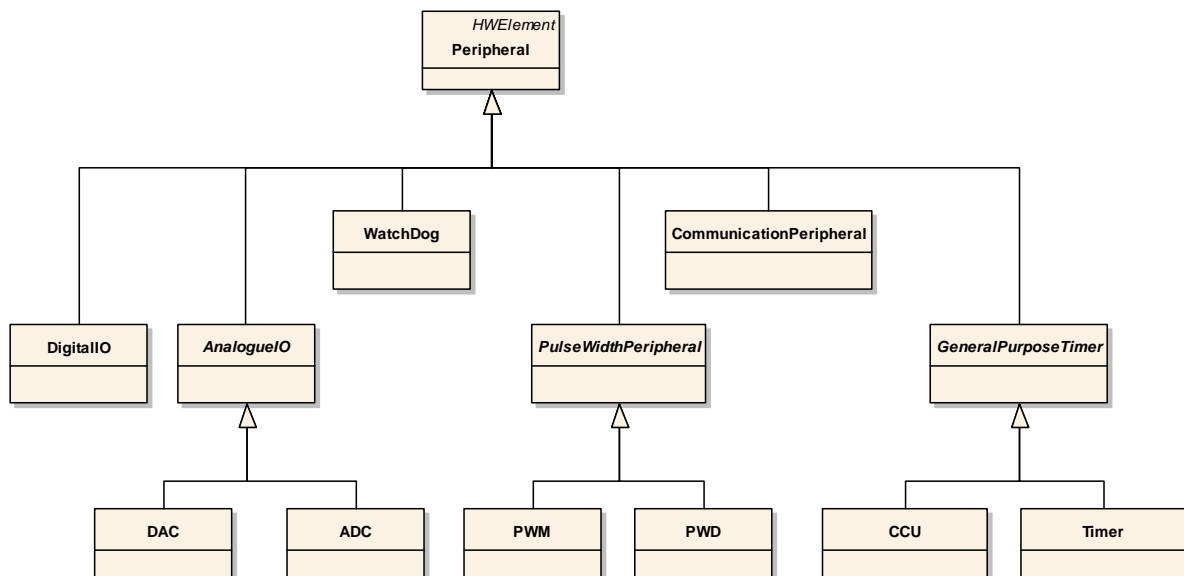 HWElement
Peripheral
WatchDog
CommunicationPeripheral
DigitalIO
AnalogueIO
PulseWidthPeripheral
GeneralPurposeTimer
DAC
ADC
PWM
PWD
CCU
Timer